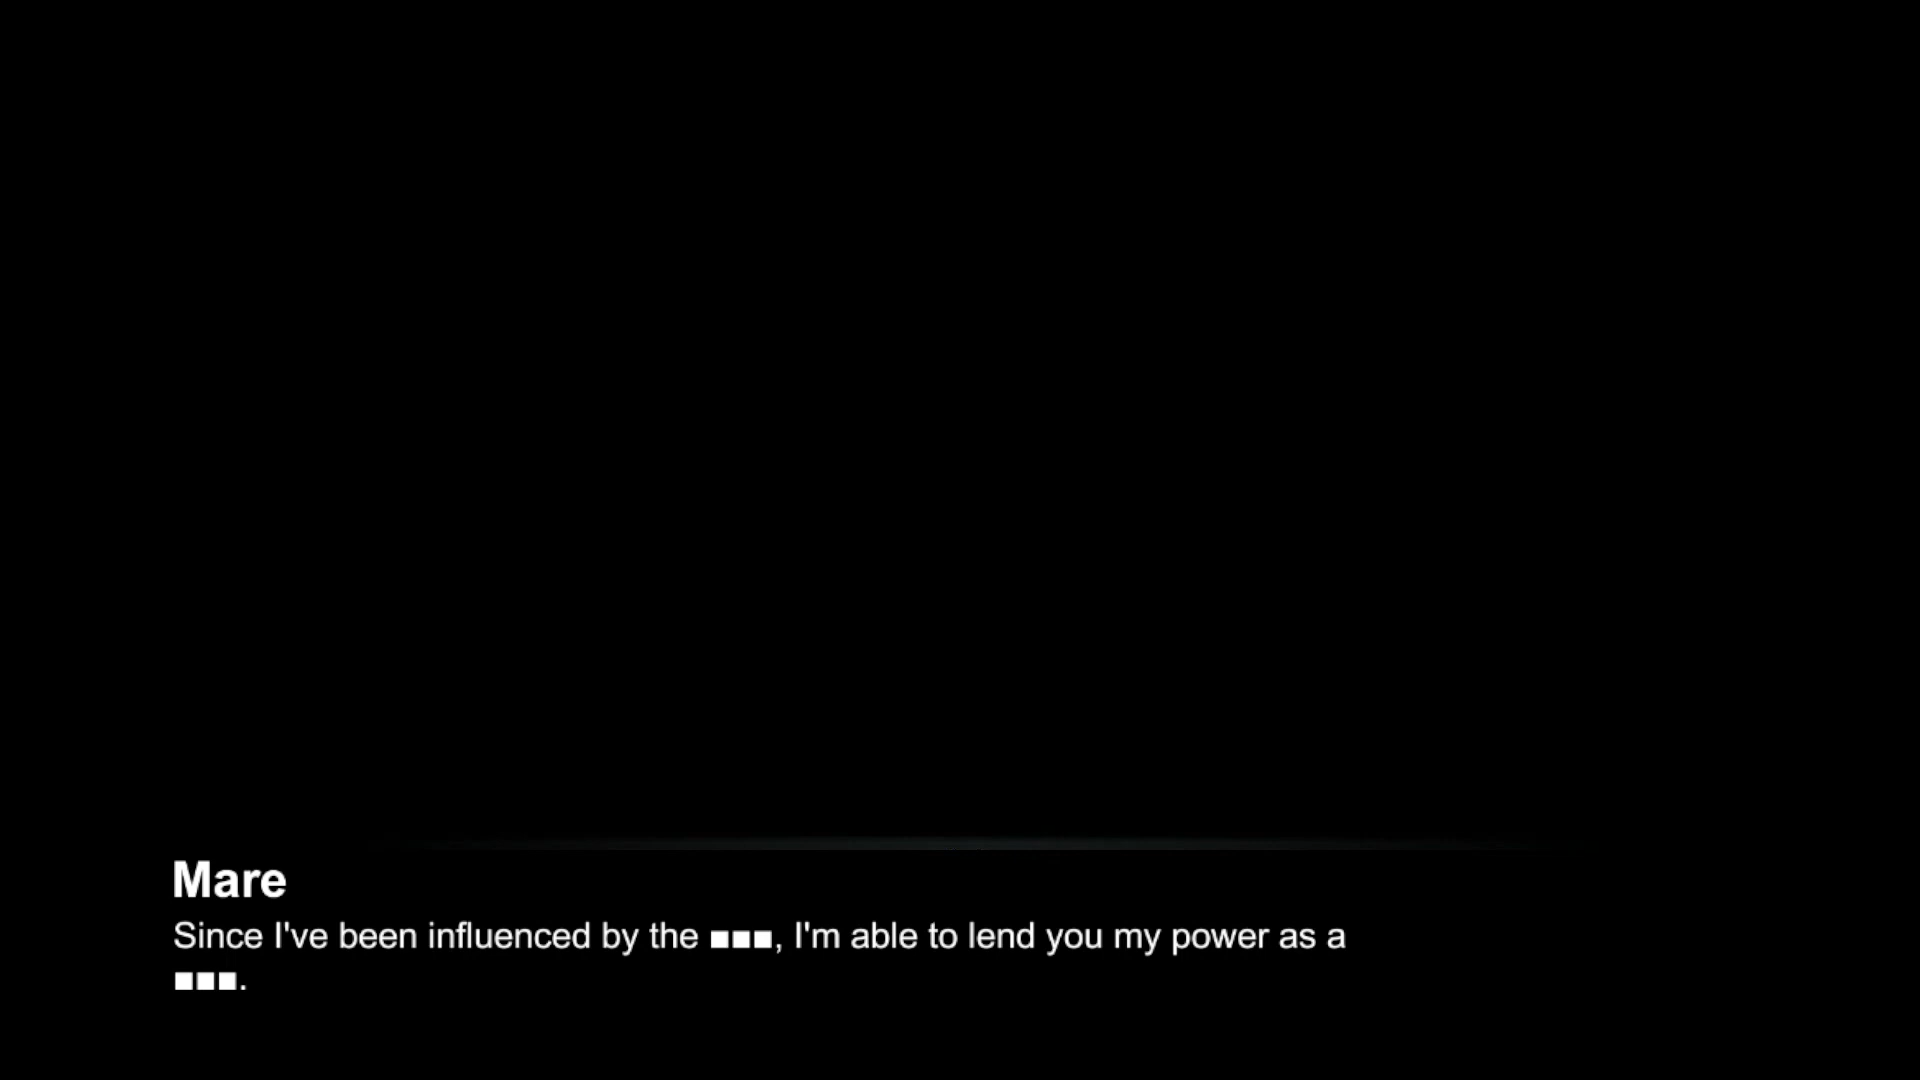 Mare
Since I've been influenced by the ■■■, I'm able to lend you my power as a
■■■.